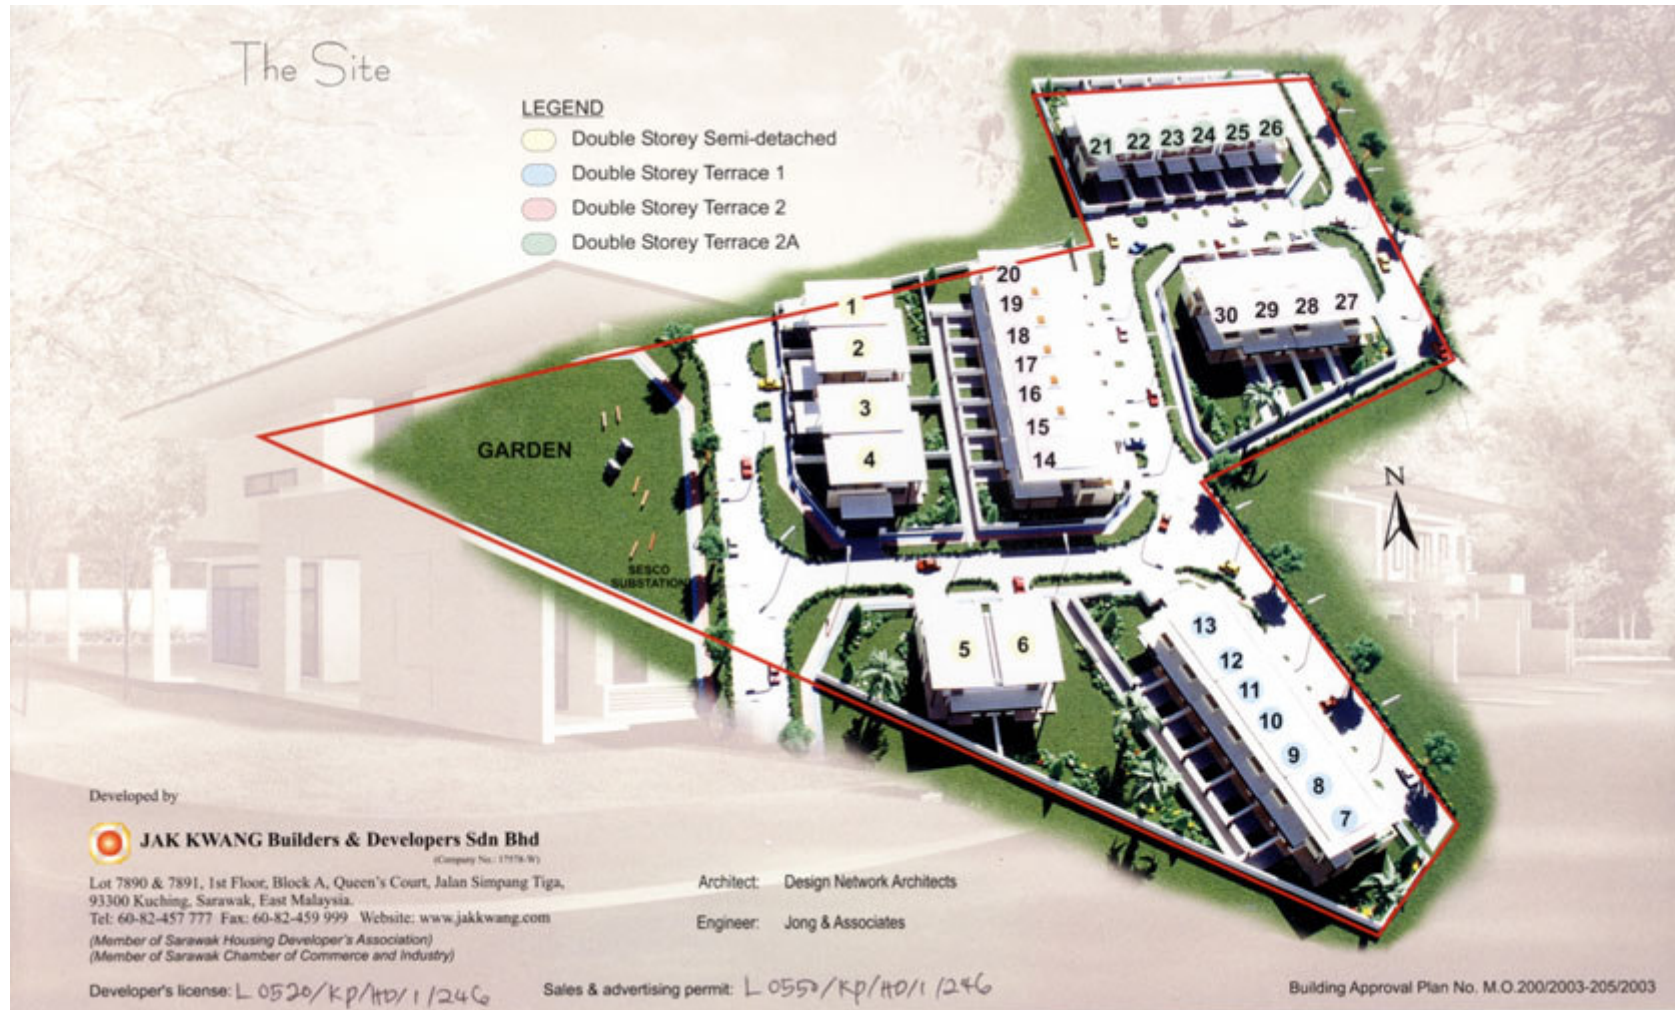 The Site
LEGEND
Double Storey Semi-detached
Double Storey Terrace 1
Double Storey Terrace 2
Double Storey Terrace 2A
21 22 23 24 25 26
20
19
18
17
16
15
14
30 29 28 27
1
2
3
4
GARDEN
SESCO
SUBSTATION
N
5 6
13
12
11
10
9
8
7
Developed by
JAK KWANG Builders & Developers Sdn Bhd
(Company No.: 17578-W)
Lot 7890 & 7891, 1st Floor, Block A, Queen's Court, Jalan Simpang Tiga,
93300 Kuching, Sarawak, East Malaysia.
Tel: 60-82-457 777 Fax: 60-82-459 999 Website: www.jakkwang.com
(Member of Sarawak Housing Developer's Association)
(Member of Sarawak Chamber of Commerce and Industry)
Architect: Design Network Architects
Engineer: Jong & Associates
Developer's license: L 0520/KP/HD/1/246
Sales & advertising permit: L 0550/KP/HD/1/246
Building Approval Plan No. M.O.200/2003-205/2003